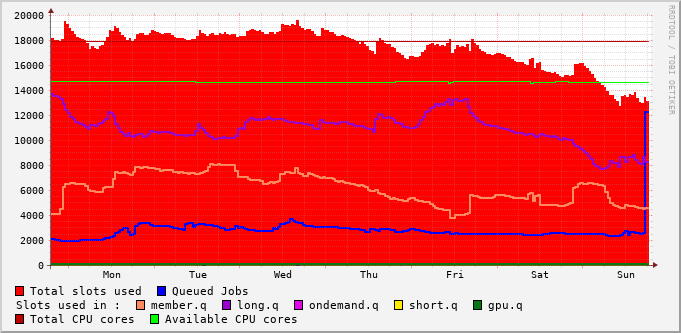 RRDTOOL / TOBI OETIKER
20000
18000
16000
14000
12000
10000
8000
6000
4000
2000
0
Mon Tue Wed Thu Fri Sat Sun
Total slots used Queued Jobs
Slots used in : member.q long.q ondemand.q short.q gpu.q
Total CPU cores Available CPU cores